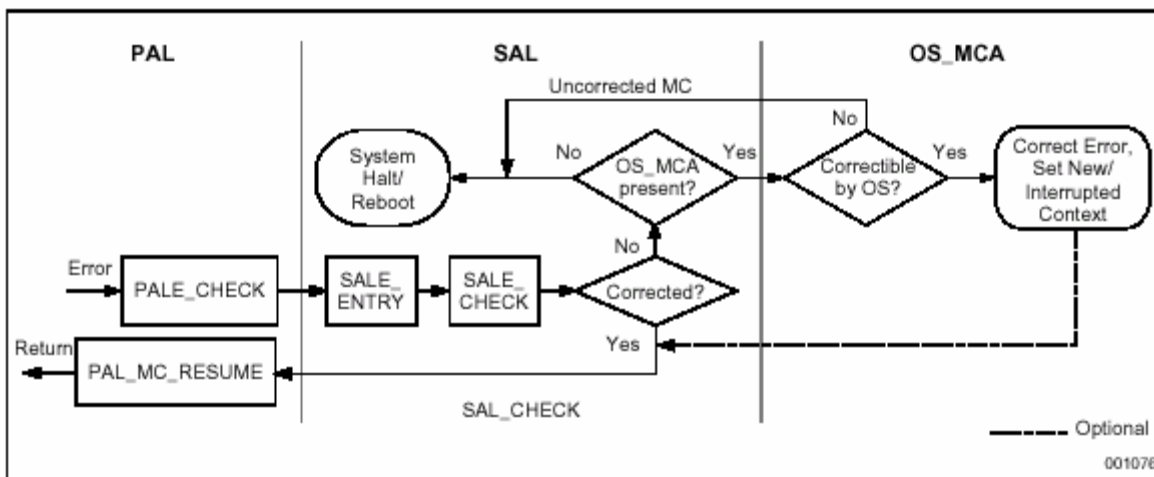 PAL
SAL
OS_MCA
Uncorrected MC
No
System
Halt/
Reboot
No
OS_MCA
present?
Yes
Correctible
by OS?
Yes
Correct Error,
Set New/
Interrupted
Context
No
Error
PALE_CHECK
SALE_
ENTRY
SALE_
CHECK
Corrected?
Return
PAL_MC_RESUME
Yes
SAL_CHECK
Optional
001076